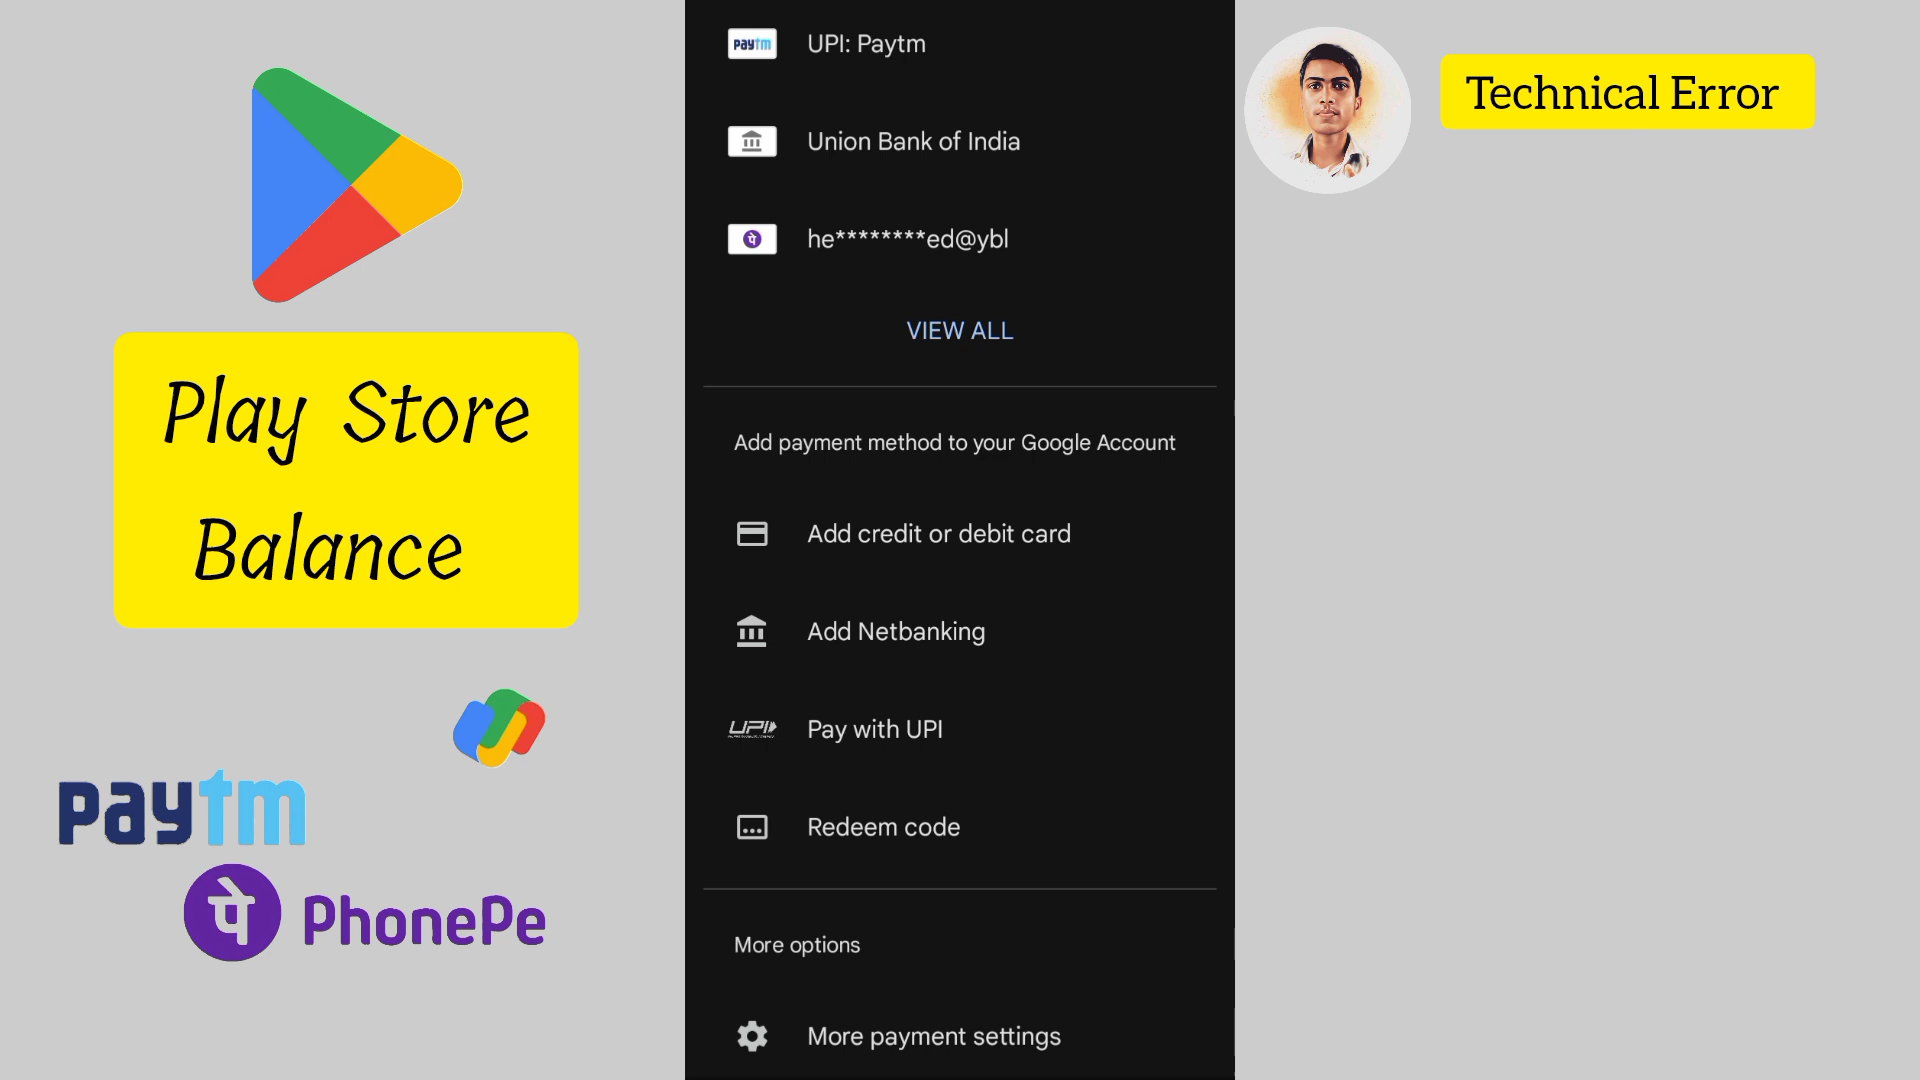 Play Store
Balance
paytm
पे PhonePe
paytm UPI: Paytm
Union Bank of India
पे he********ed@ybl
VIEW ALL
Add payment method to your Google Account
Add credit or debit card
Add Netbanking
UPI Pay with UPI
Redeem code
More options
More payment settings
Technical Error